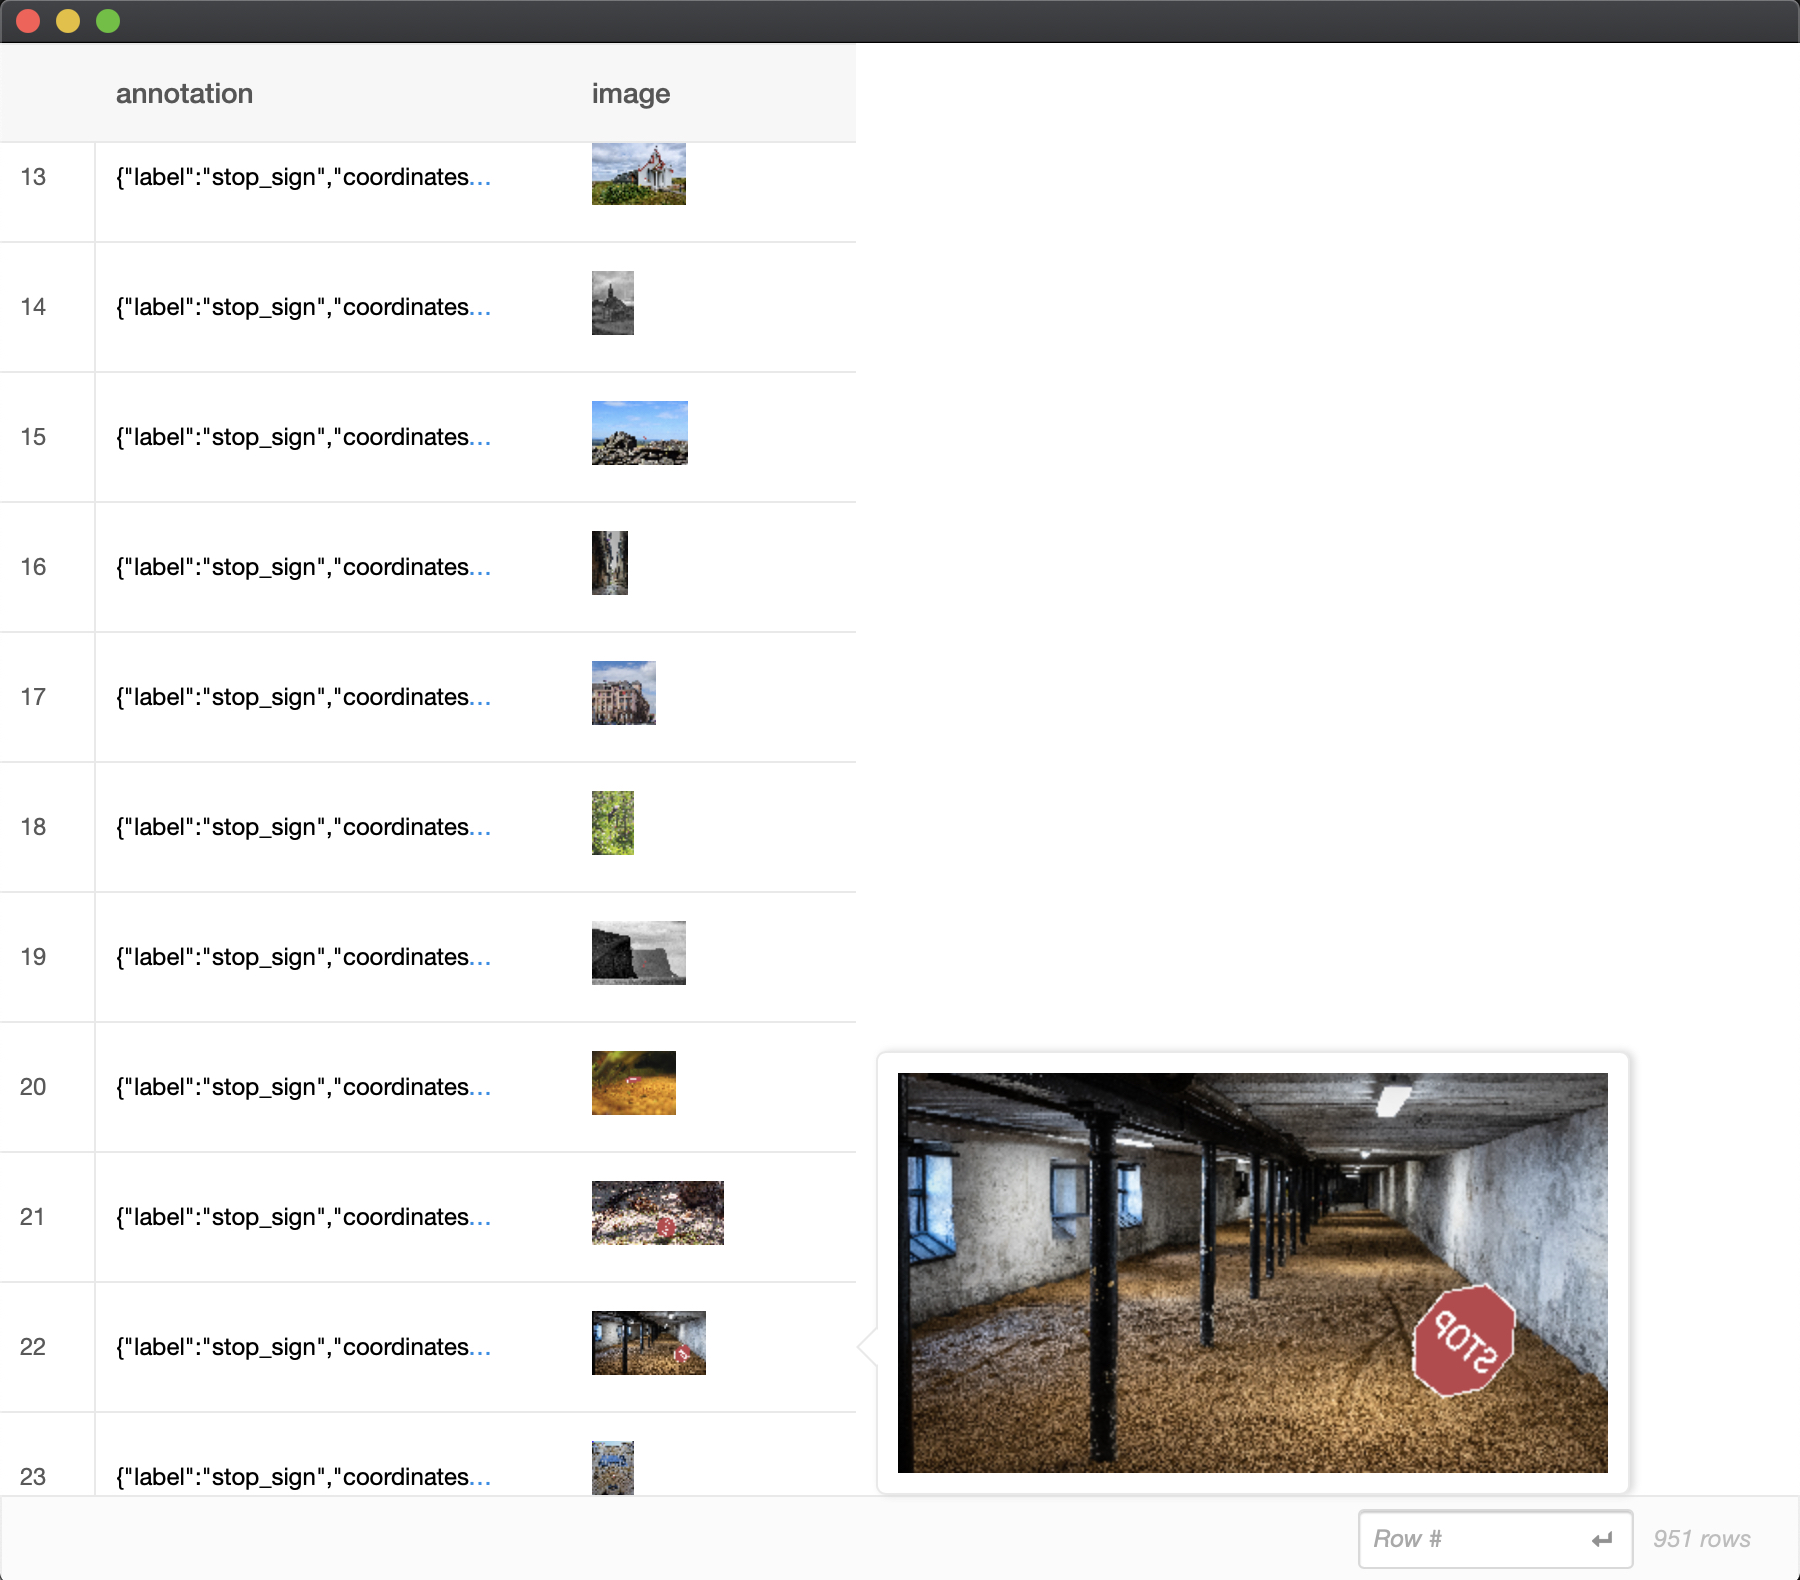 annotation image
13 {"label":"stop_sign","coordinates...
14 {"label":"stop_sign","coordinates...
15 {"label":"stop_sign","coordinates...
16 {"label":"stop_sign","coordinates...
17 {"label":"stop_sign","coordinates...
18 {"label":"stop_sign","coordinates...
19 {"label":"stop_sign","coordinates...
20 {"label":"stop_sign","coordinates...
21 {"label":"stop_sign","coordinates...
22 {"label":"stop_sign","coordinates...
STOP
23 {"label":"stop_sign","coordinates...
Row # 951 rows